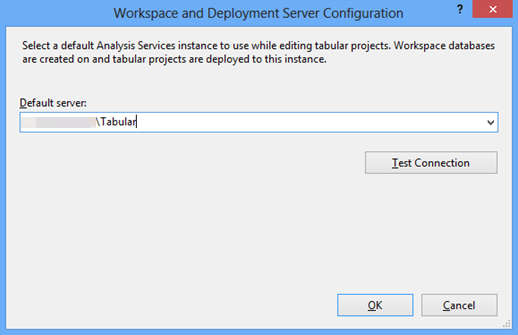 Workspace and Deployment Server Configuration
?
Select a default Analysis Services instance to use while editing tabular projects. Workspace databases
are created on and tabular projects are deployed to this instance.
Default server:
\Tabular
Test Connection
OK
Cancel